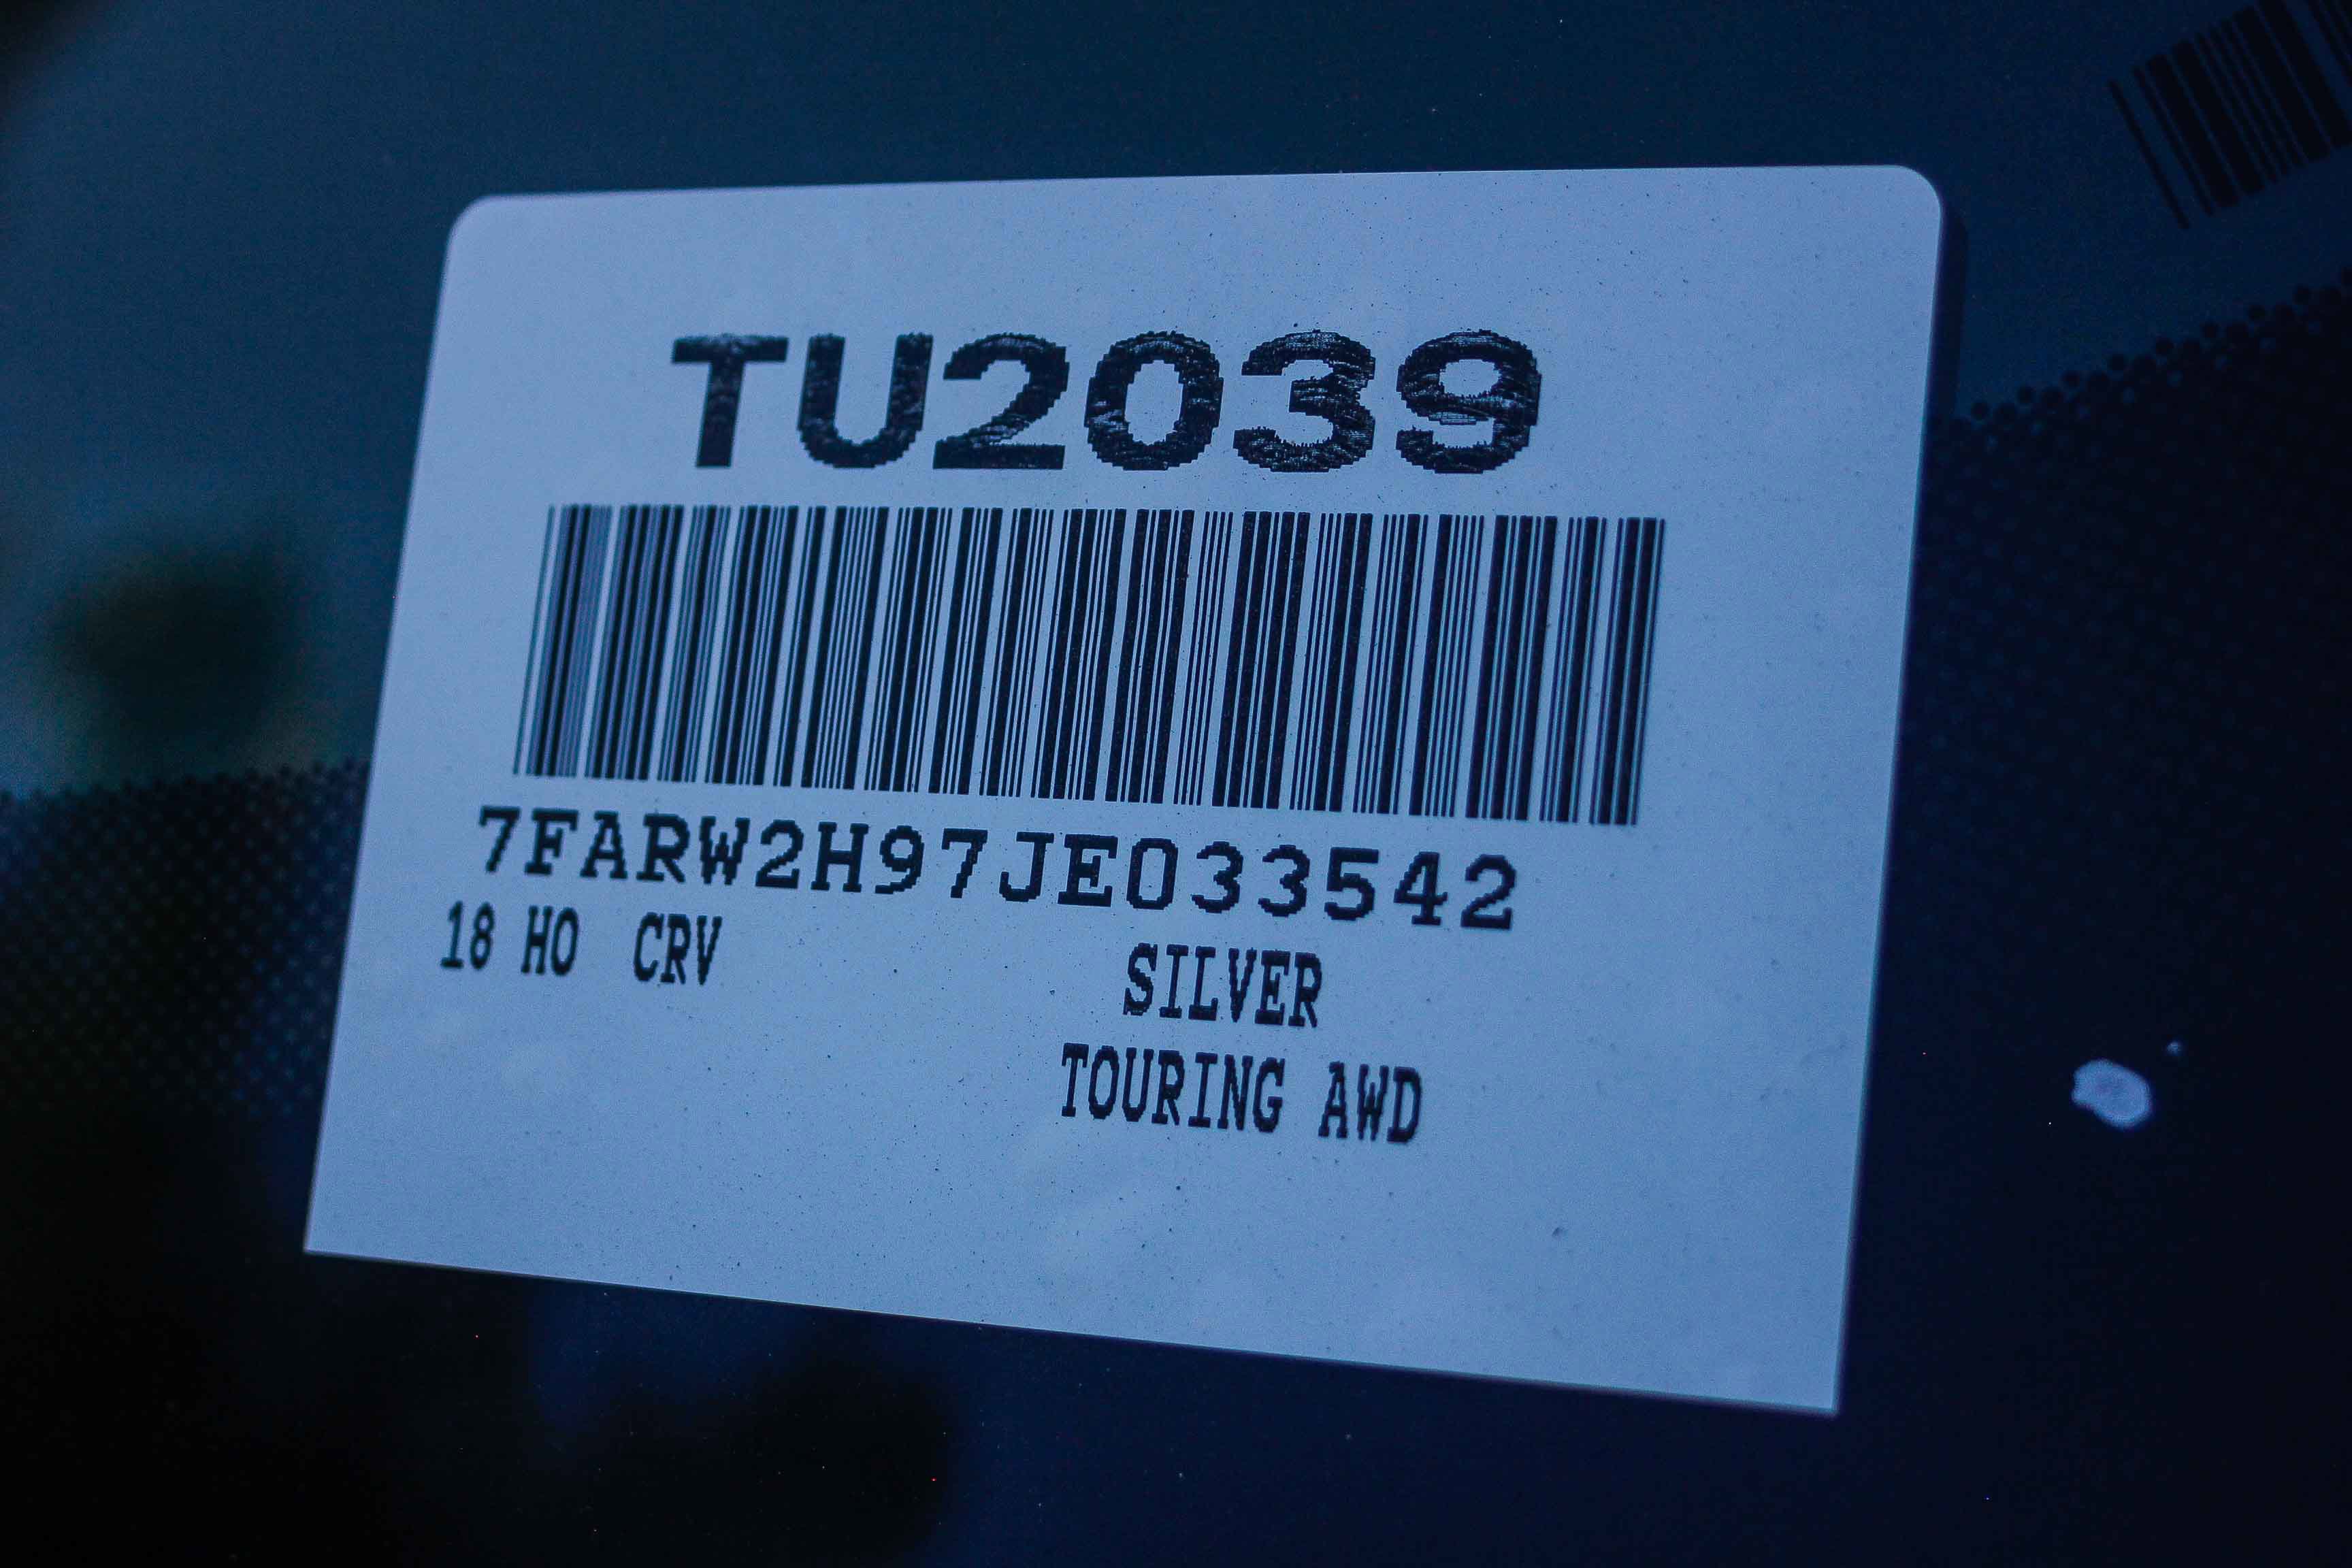 TU2039
7FARW2H97JE033542
18 HO CRV SILVER
TOURING AWD